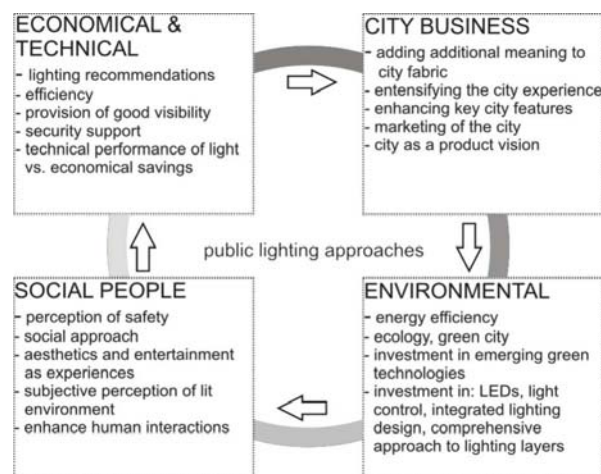 ECONOMICAL &
TECHNICAL
- lighting recommendations
- efficiency
- provision of good visibility
- security support
- technical performance of light
vs. economical savings
CITY BUSINESS
- adding additional meaning to
city fabric
- entensifying the city experience
- enhancing key city features
- marketing of the city
- city as a product vision
public lighting approaches
SOCIAL PEOPLE
- perception of safety
- social approach
- aesthetics and entertainment
as experiences
- subjective perception of lit
environment
- enhance human interactions
ENVIRONMENTAL
- energy efficiency
- ecology, green city
- investment in emerging green
technologies
- investment in: LEDs, light
control, integrated lighting
design, comprehensive
approach to lighting layers